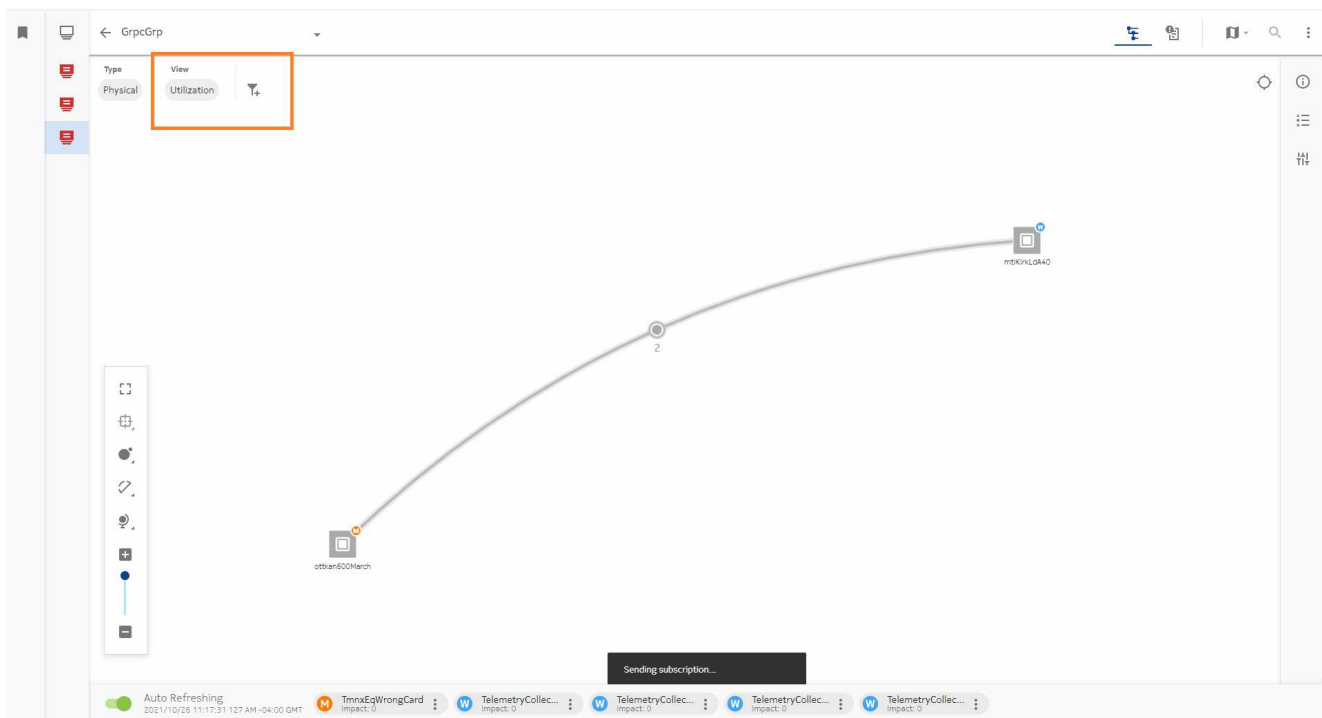 GrpcGrp
Type
View
Physical
Utilization
W
mtlKirkLdA40
2
M
ottkan600March
Sending subscription...
Auto Refreshing
2021/10/26 11:17:31 127 AM -04:00 GMT
M
TmnxEqWrongCard
Impact: 0
W
TelemetryCollec...
Impact: 0
W
TelemetryCollec...
Impact: 0
W
TelemetryCollec...
Impact: 0
W
TelemetryCollec...
Impact: 0